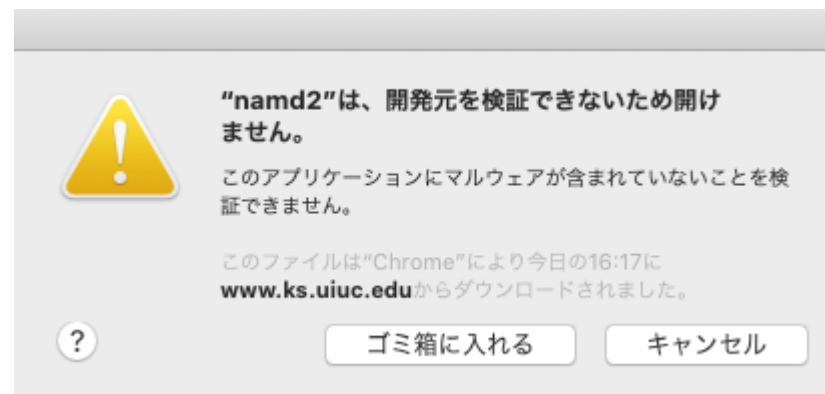 “namd2”は、開発元を検証できないため開け
ません。
このアプリケーションにマルウェアが含まれていないことを検
証できません。
このファイルは“Chrome”により今日の16:17に
www.ks.uiuc.eduからダウンロードされました。
?
ゴミ箱に入れる
キャンセル